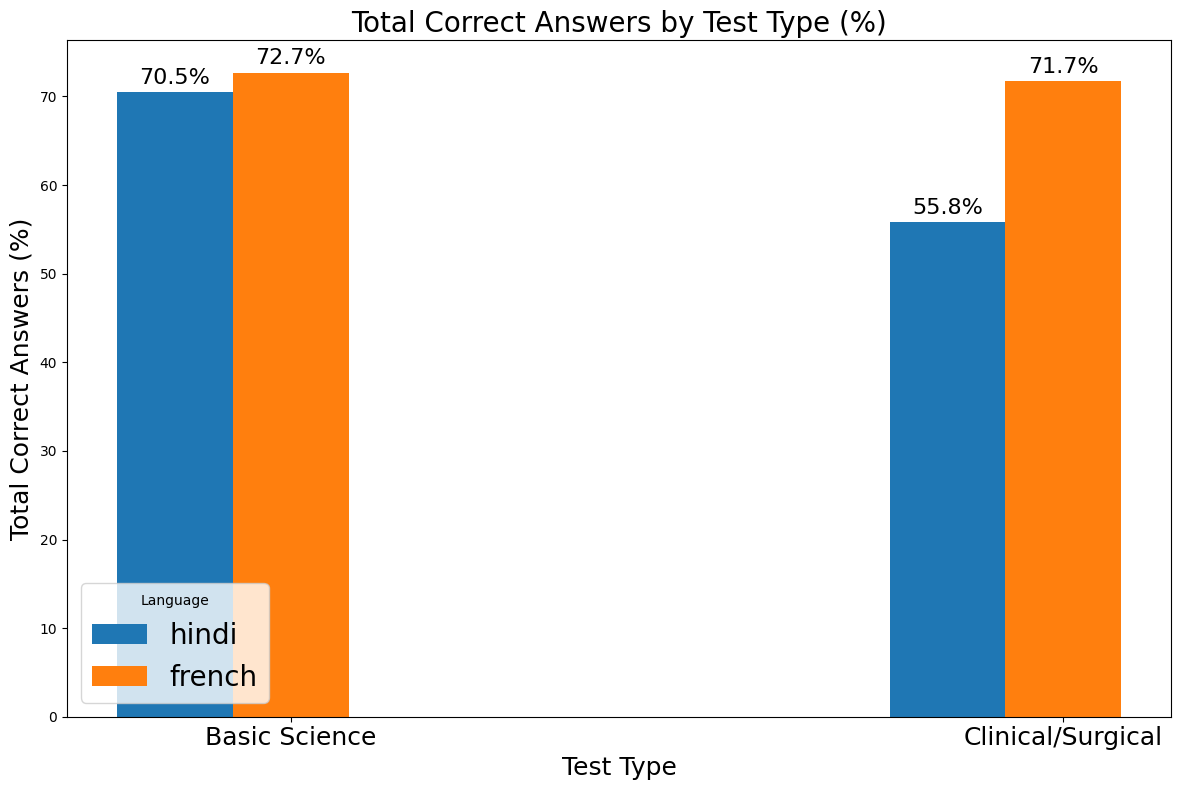 Total Correct Answers by Test Type (%)
Total Correct Answers (%)
70
60
50
40
30
20
10
0
70.5%
72.7%
55.8%
71.7%
Language
hindi
french
Basic Science
Clinical/Surgical
Test Type